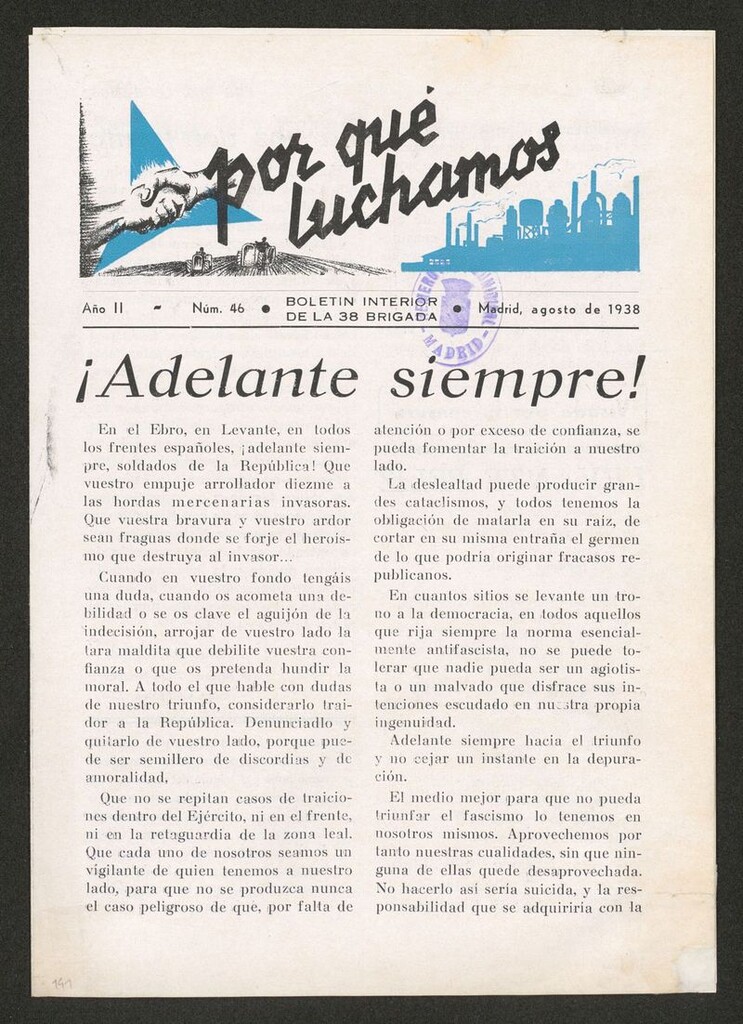 por qué
luchamos
Año II - Núm. 46 ● BOLETIN INTERIOR DE LA 38 BRIGADA ● Madrid, agosto de 1938
MADRID
¡Adelante siempre!
En el Ebro, en Levante, en todos
los frentes españoles, ¡adelante siem-
pre, soldados de la República! Que
vuestro empuje arrollador diezme a
las hordas mercenarias invasoras.
Que vuestra bravura y vuestro ardor
sean fraguas donde se forje el herois-
mo que destruya al invasor...
Cuando en vuestro fondo tengáis
una duda, cuando os acometa una de-
bilidad o se os clave el aguijón de la
indecisión, arrojar de vuestro lado la
tara maldita que debilite vuestra con-
fianza o que os pretenda hundir la
moral. A todo el que hable con dudas
de nuestro triunfo, considerarlo trai-
dor a la República. Denunciadlo y
quitarlo de vuestro lado, porque pue-
de ser semillero de discordias y de
amoralidad,
Que no se repitan casos de traicio-
nes dentro del Ejército, ni en el frente,
ni en la retaguardia de la zona leal.
Que cada uno de nosotros seamos un
vigilante de quien tenemos a nuestro
lado, para que no se produzca nunca
el caso peligroso de que, por falta de
atención o por exceso de confianza, se
pueda fomentar la traición a nuestro
lado.
La deslealtad puede producir gran-
des cataclismos, y todos tenemos la
obligación de matarla en su raíz, de
cortar en su misma entraña el germen
de lo que podría originar fracasos re-
publicanos.
En cuantos sitios se levante un tro-
no a la democracia, en todos aquellos
que rija siempre la norma esencial-
mente antifascista, no se puede to-
lerar que nadie pueda ser un agiotis-
ta o un malvado que disfrace sus in-
tenciones escudado en nuestra propia
ingenuidad.
Adelante siempre hacia el triunfo
y no cejar un instante en la depura-
ción.
El medio mejor para que no pueda
triunfar el fascismo lo tenemos en
nosotros mismos. Aprovechemos por
tanto nuestras cualidades, sin que nin-
guna de ellas quede desaprovechada.
No hacerlo así sería suicida, y la res-
ponsabilidad que se adquiriría con la
191